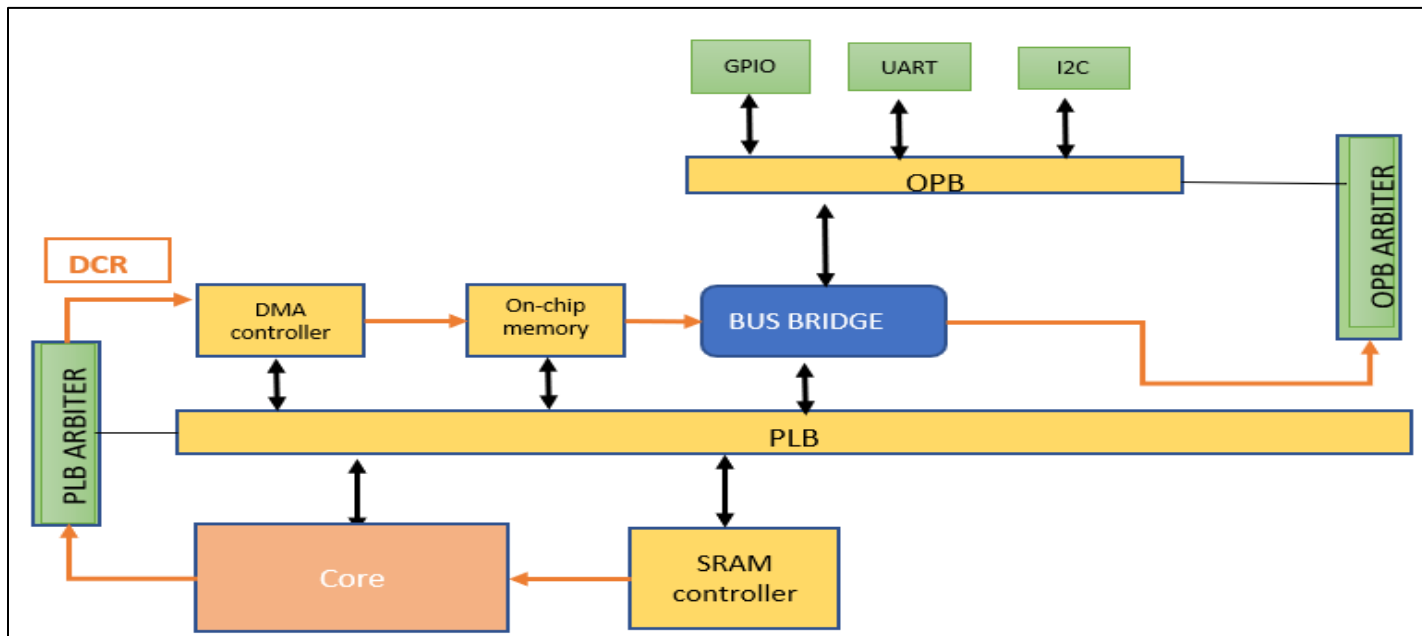 GPIO
UART
I2C
OPB
OPB ARBITER
DCR
DMA
controller
On-chip
memory
BUS BRIDGE
PLB ARBITER
PLB
Core
SRAM
controller